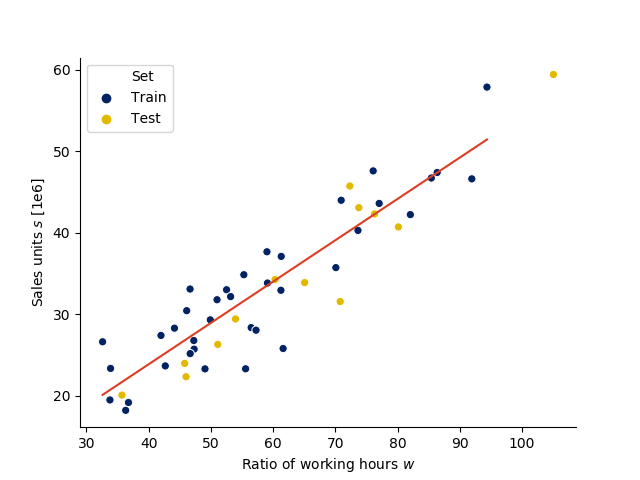 60
50
40
30
20
Sales units s [1e6]
Set
Train
Test
30 40 50 60 70 80 90 100
Ratio of working hours w